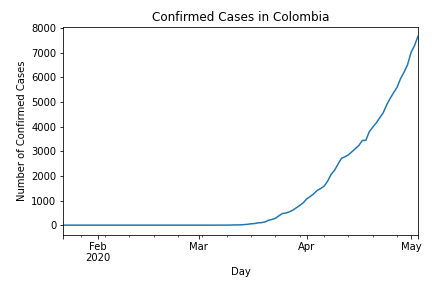 Confirmed Cases in Colombia
8000
7000
6000
5000
4000
3000
2000
1000
0
Number of Confirmed Cases
Feb
2020
Mar
Apr
May
Day